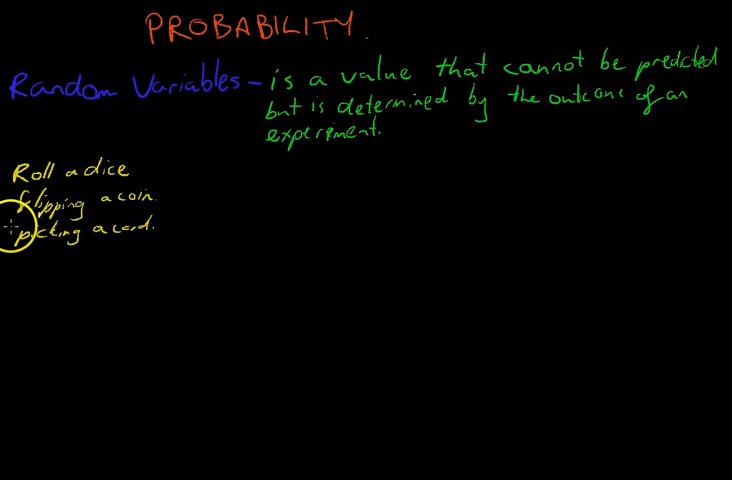 PROBABILITY.
Random Variables - is a value that cannot be predicted
but is determined by the outcome of an
experiment.
Roll a dice
flipping a coin.
picking a card.